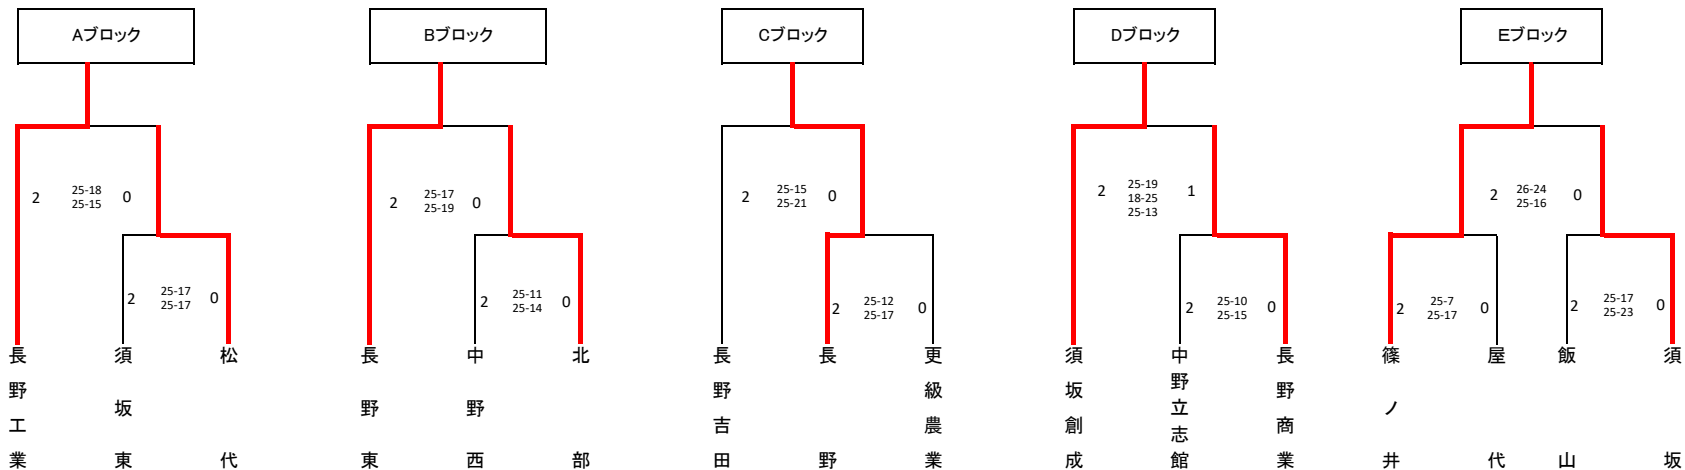 Aブロック
Bブロック
Cブロック
Dブロック
Eブロック
2 25-18 0
25-15
2 25-17 0
25-19
2 25-15 0
25-21
2 25-19 1
18-25
25-13
2 26-24 0
25-16
2 25-17 0
25-17
2 25-11 0
25-14
2 25-12 0
25-17
2 25-10 0
25-15
2 25-7 0
25-17
2 25-17 0
25-23
長野工業
須坂東
松代
長野東
中野西
北部
長野吉田
長野
更級農業
須坂創成
中野立志館
長野商業
篠ノ井
屋代
飯山
須坂